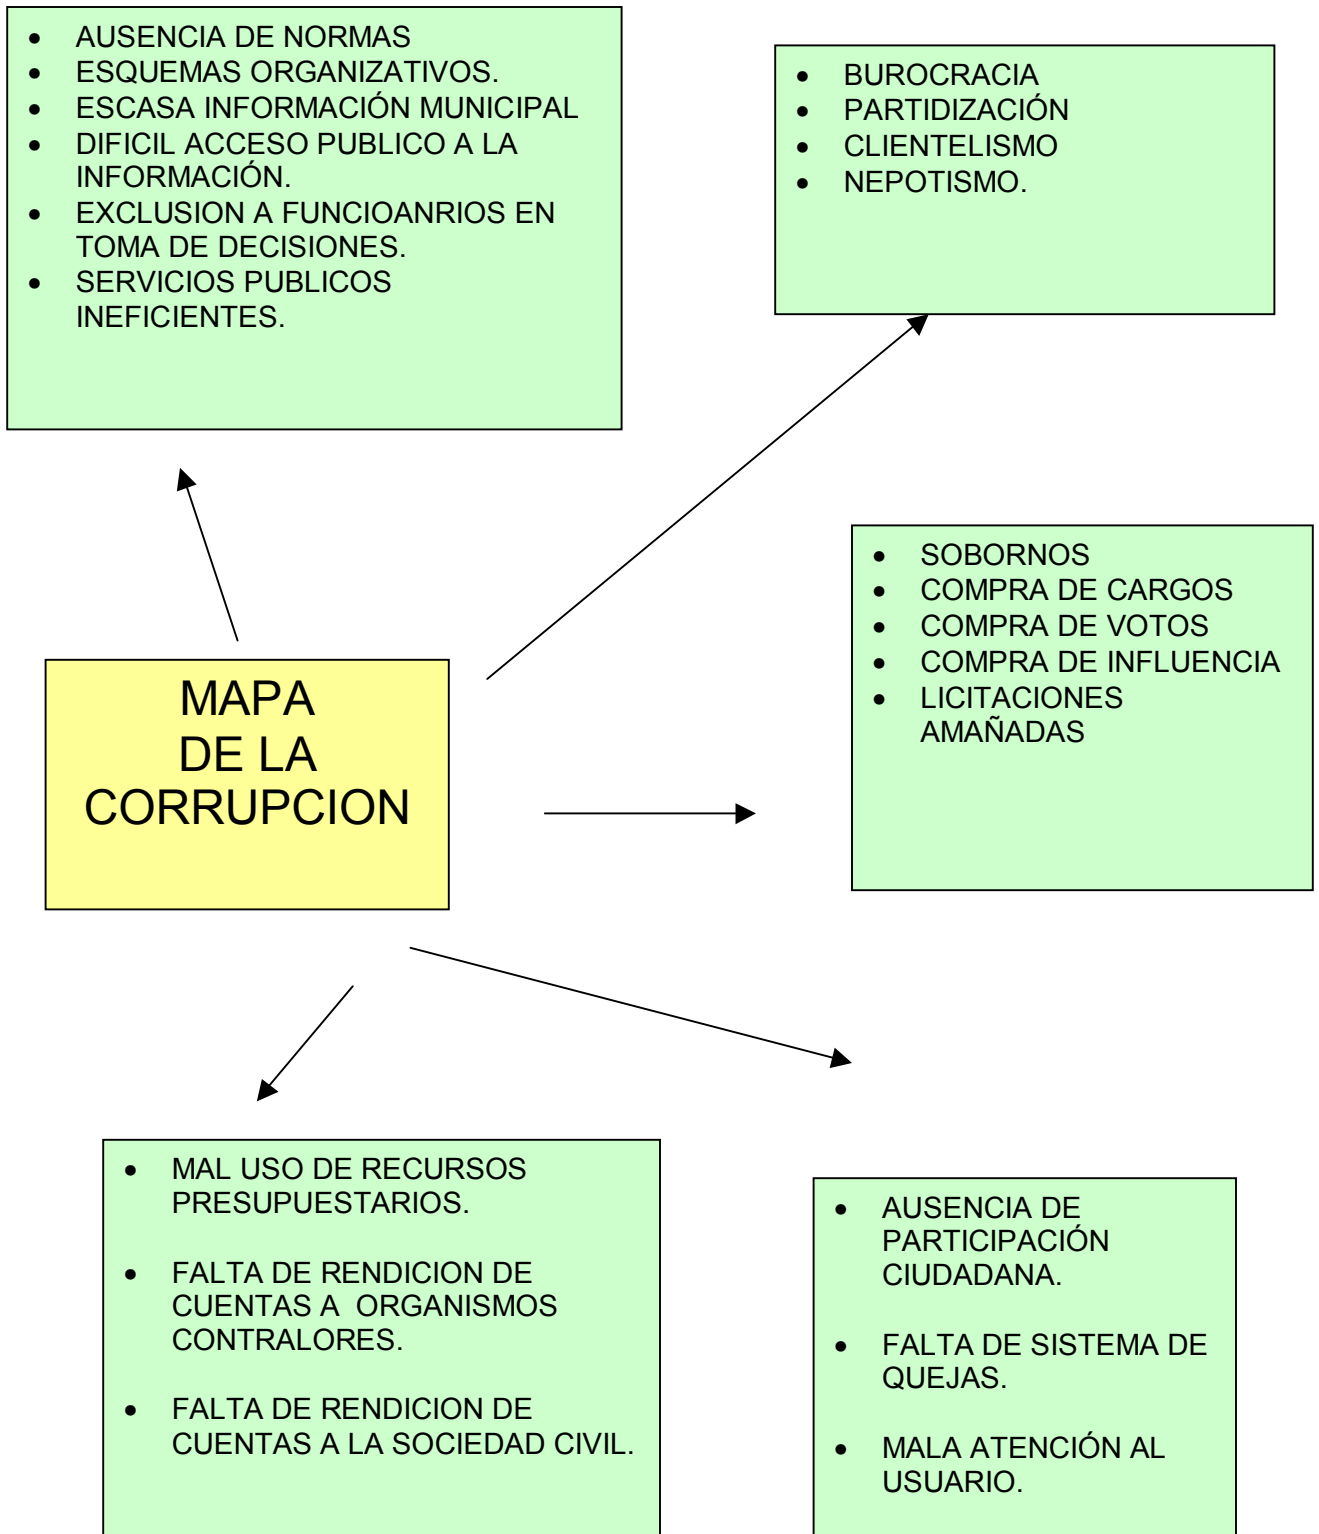 • AUSENCIA DE NORMAS
• ESQUEMAS ORGANIZATIVOS.
• ESCASA INFORMACIÓN MUNICIPAL
• DIFICIL ACCESO PUBLICO A LA
INFORMACIÓN.
• EXCLUSION A FUNCIOANRIOS EN
TOMA DE DECISIONES.
• SERVICIOS PUBLICOS
INEFICIENTES.
• BUROCRACIA
• PARTIDIZACIÓN
• CLIENTELISMO
• NEPOTISMO.
• SOBORNOS
• COMPRA DE CARGOS
• COMPRA DE VOTOS
• COMPRA DE INFLUENCIA
• LICITACIONES
AMAÑADAS
MAPA
DE LA
CORRUPCION
• MAL USO DE RECURSOS
PRESUPUESTARIOS.
• FALTA DE RENDICION DE
CUENTAS A  ORGANISMOS
CONTRALORES.
• FALTA DE RENDICION DE
CUENTAS A LA SOCIEDAD CIVIL.
• AUSENCIA DE
PARTICIPACIÓN
CIUDADANA.
• FALTA DE SISTEMA DE
QUEJAS.
• MALA ATENCIÓN AL
USUARIO.